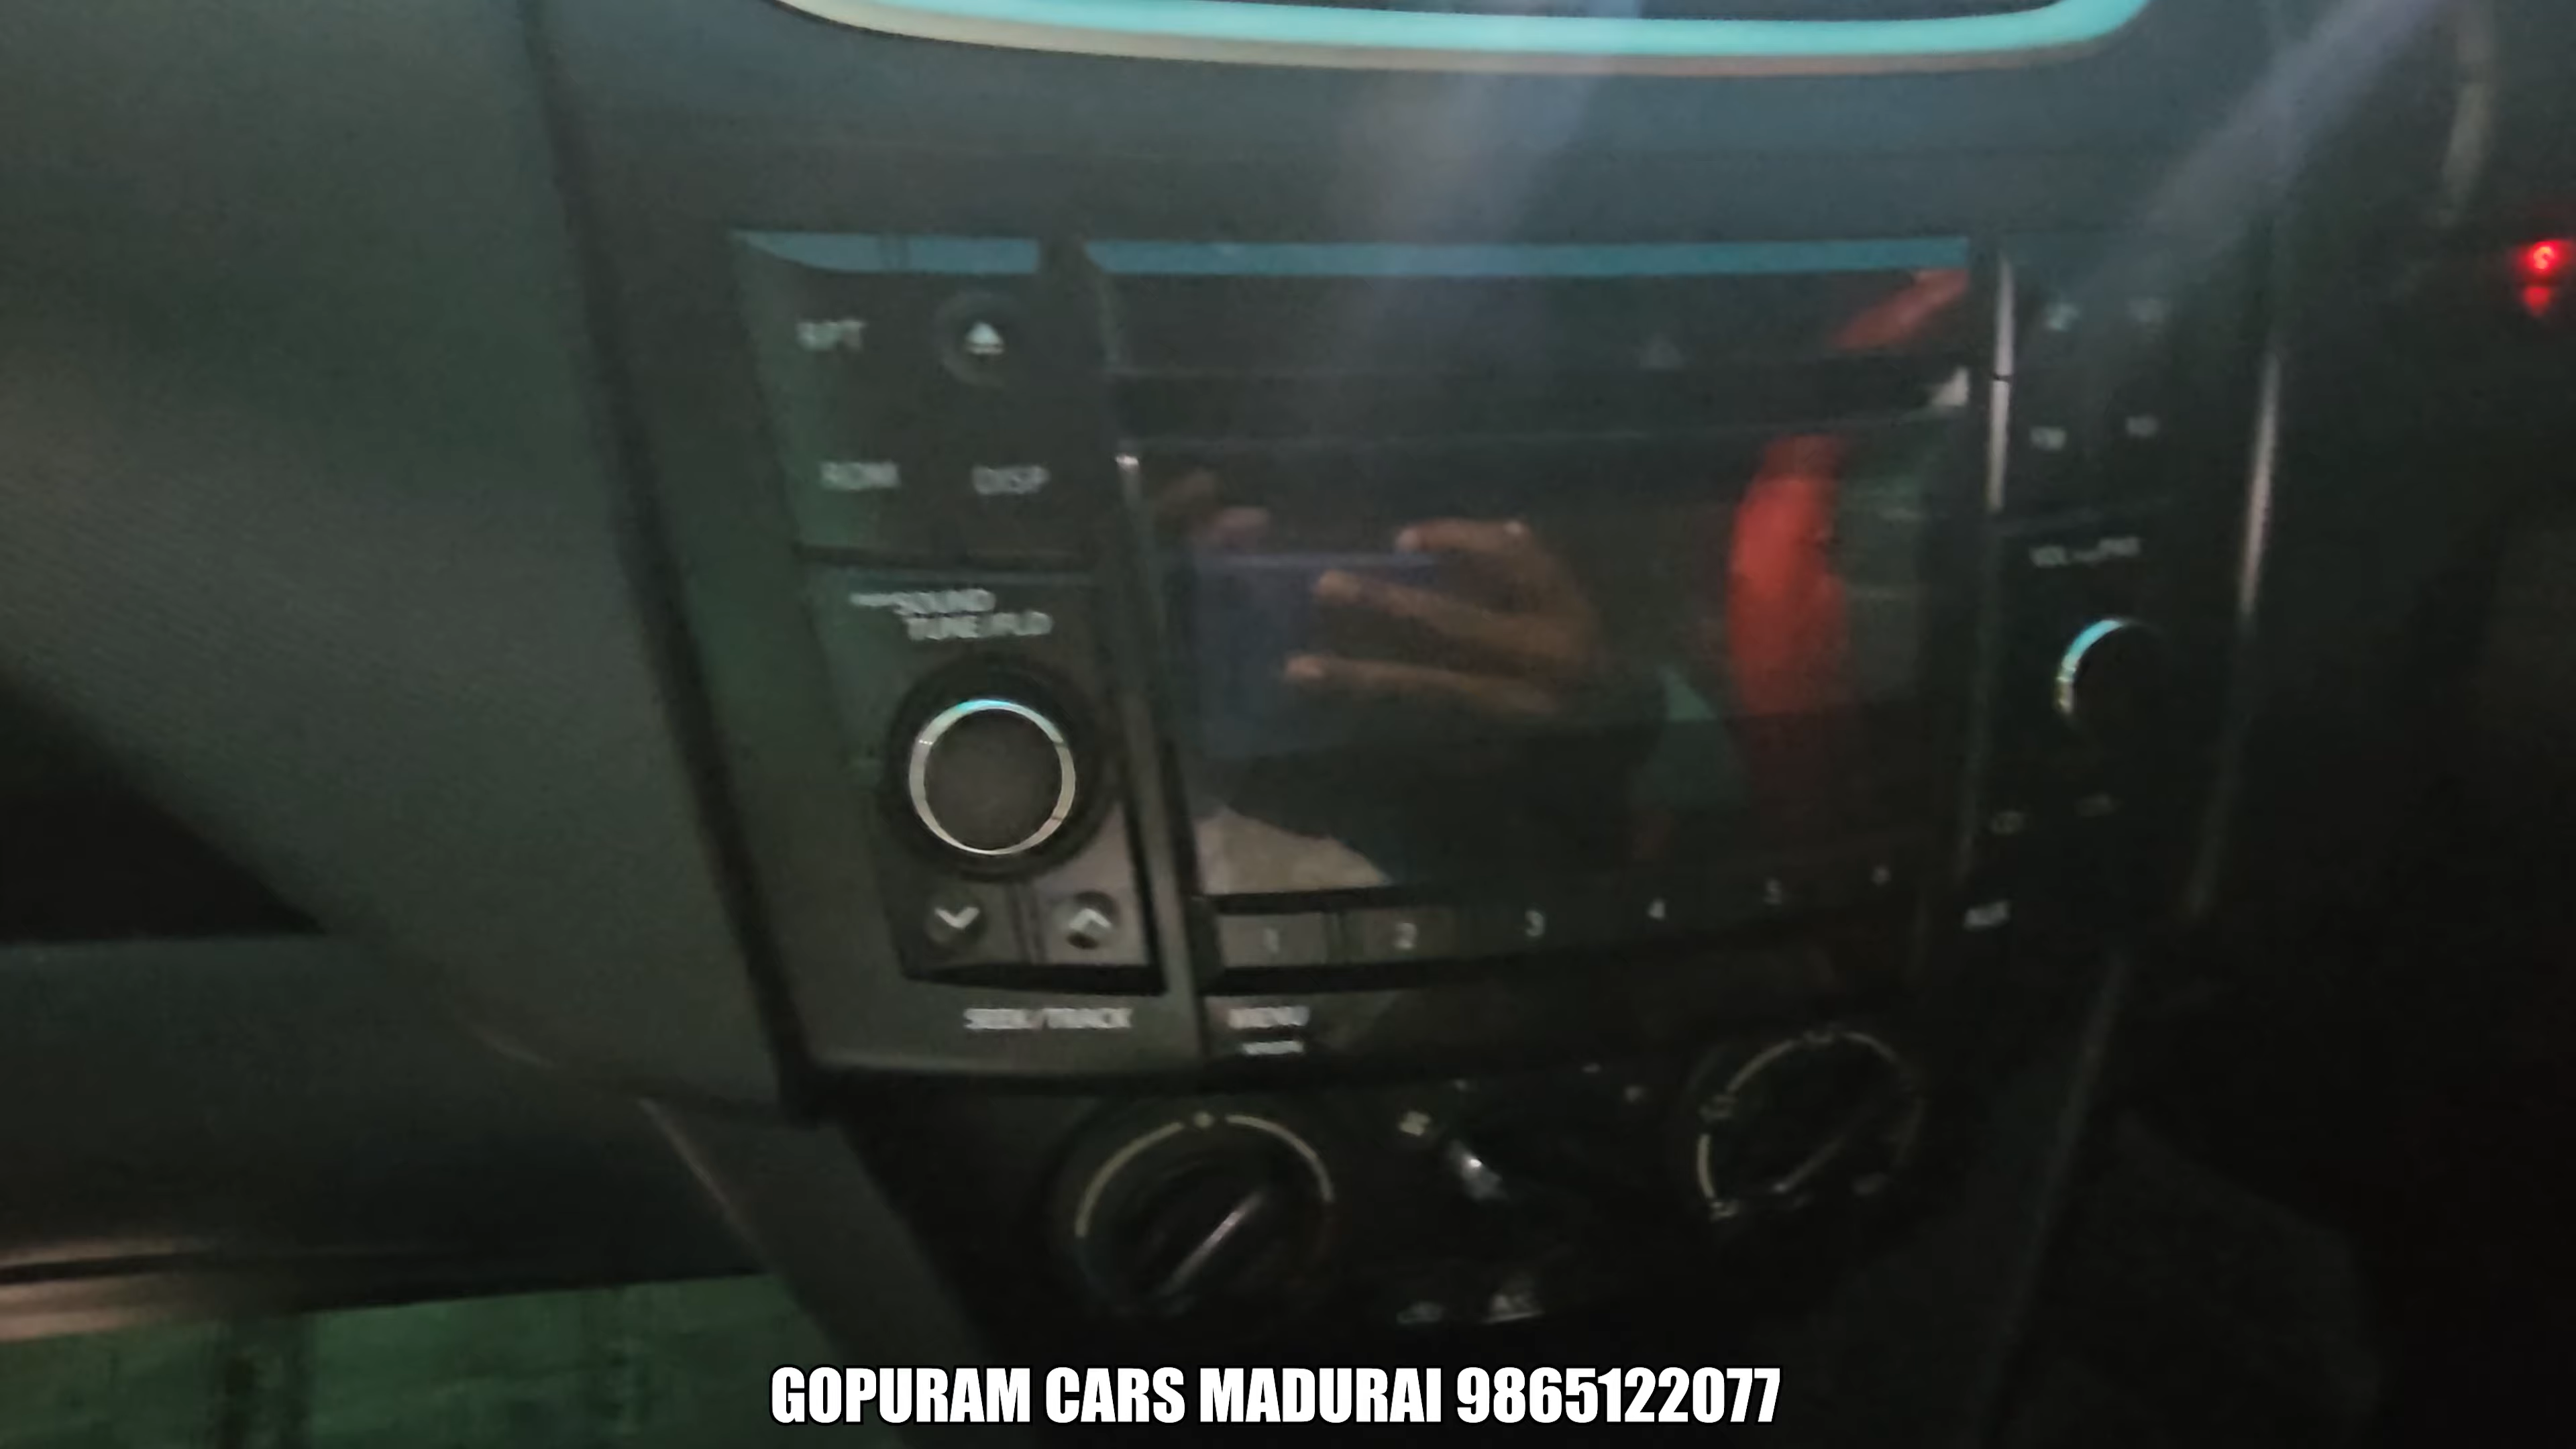 RPT
RDM DISP
SOUND
TUNE/FLD
1 2 3 4 5 6
AUX
SEEK/TRACK MENU
A/C
GOPURAM CARS MADURAI 9865122077